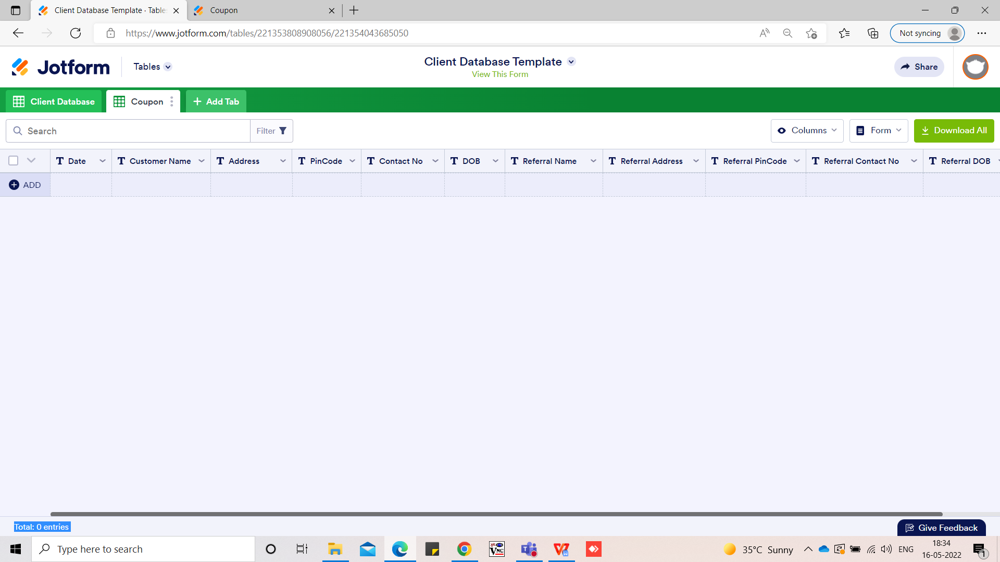 Client Database Template · Table
Coupon
https://www.jotform.com/tables/221353808908056/221354043685050
Not syncing
Jotform
Tables
Client Database Template
View This Form
Share
Client Database
Coupon
Add Tab
Search
Filter
Columns
Form
Download All
Date
Customer Name
Address
PinCode
Contact No
DOB
Referral Name
Referral Address
Referral PinCode
Referral Contact No
Referral DOB
ADD
Total: 0 entries
Give Feedback
Type here to search
35°C Sunny
ENG
18:34
16-05-2022
1